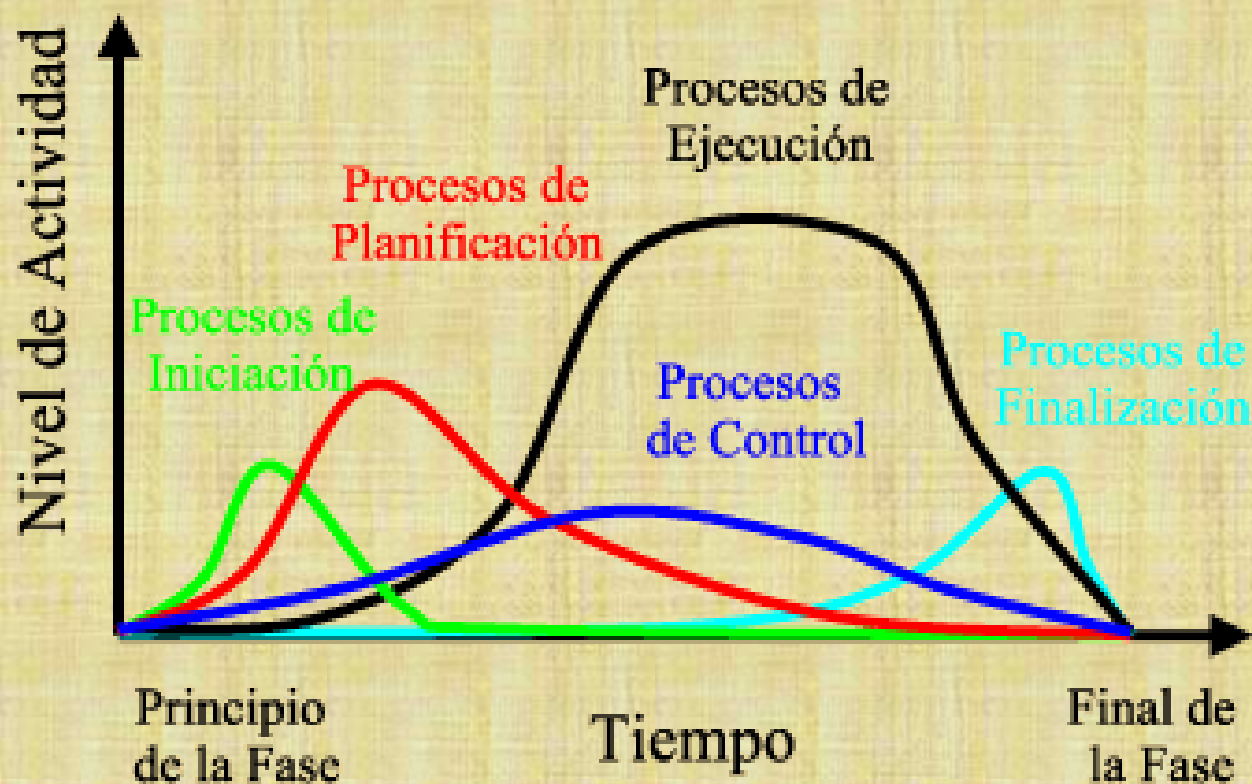 Nivel de Actividad
Procesos de
Ejecución
Procesos de
Planificación
Procesos de
Iniciación
Procesos
de Control
Procesos de
Finalización
Principio
de la Fase
Tiempo
Final de
la Fase